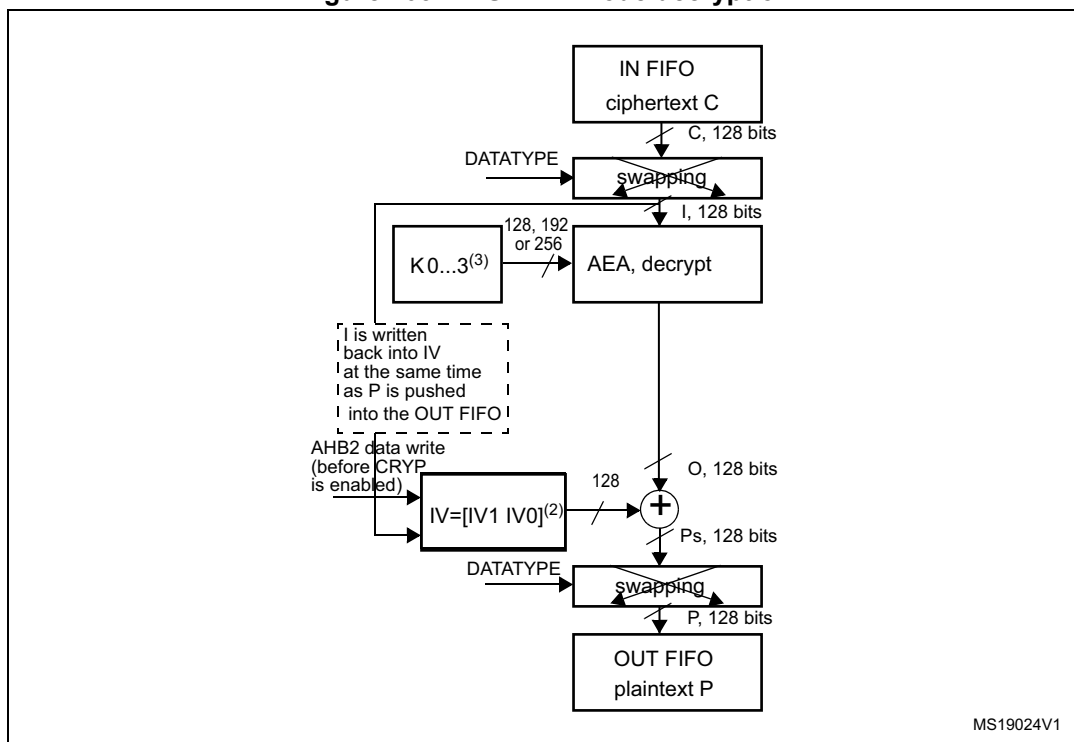 IN FIFO
ciphertext C
C, 128 bits
DATATYPE
swapping
I, 128 bits
128, 192
or 256
K 0...3(3)
AEA, decrypt
I is written
back into IV
at the same time
as P is pushed
into the OUT FIFO
AHB2 data write
(before CRYP
is enabled)
IV=[IV1 IV0](2)
128
O, 128 bits
+
Ps, 128 bits
DATATYPE
swapping
P, 128 bits
OUT FIFO
plaintext P
MS19024V1